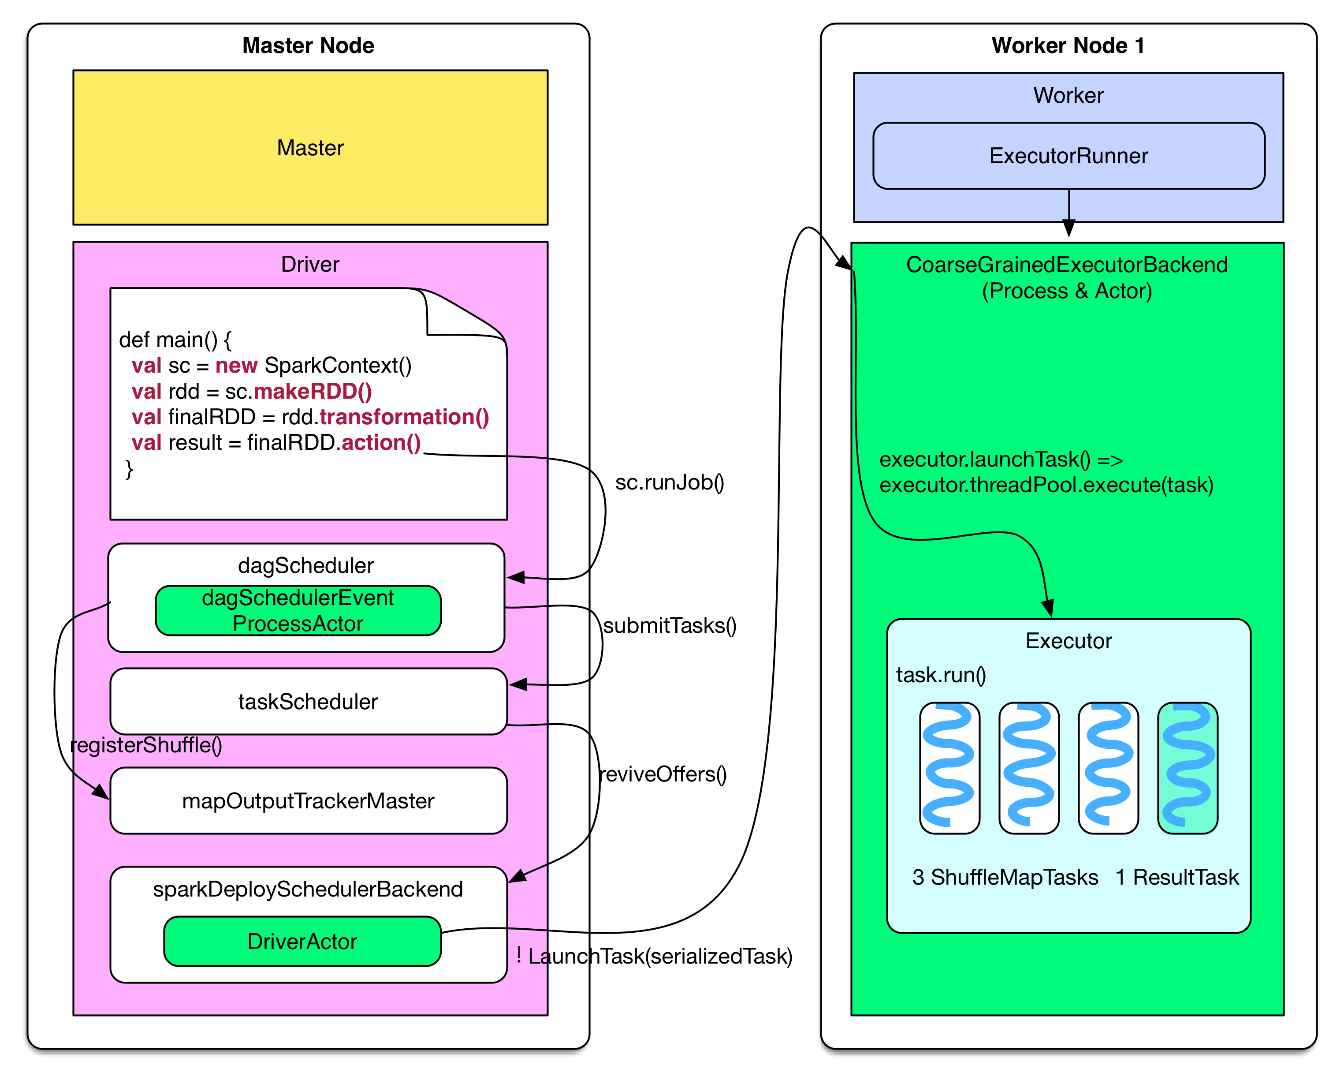 Master Node
Master
Driver
def main() {
val sc = new SparkContext()
val rdd = sc.makeRDD()
val finalRDD = rdd.transformation()
val result = finalRDD.action()
}
sc.runJob()
dagScheduler
dagSchedulerEvent
ProcessActor
submitTasks()
taskScheduler
registerShuffle()
reviveOffers()
mapOutputTrackerMaster
sparkDeploySchedulerBackend
DriverActor
! LaunchTask(serializedTask)
Worker Node 1
Worker
ExecutorRunner
CoarseGrainedExecutorBackend
(Process & Actor)
executor.launchTask() =>
executor.threadPool.execute(task)
Executor
task.run()
3 ShuffleMapTasks 1 ResultTask